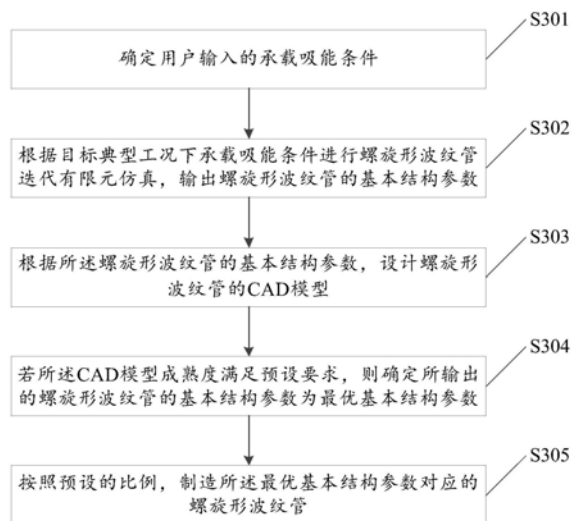 S301
确定用户输入的承载吸能条件
S302
根据目标典型工况下承载吸能条件进行螺旋形波纹管
迭代有限元仿真，输出螺旋形波纹管的基本结构参数
S303
根据所述螺旋形波纹管的基本结构参数，设计螺旋形
波纹管的CAD模型
S304
若所述CAD模型成熟度满足预设要求，则确定所输出
的螺旋形波纹管的基本结构参数为最优基本结构参数
S305
按照预设的比例，制造所述最优基本结构参数对应的
螺旋形波纹管